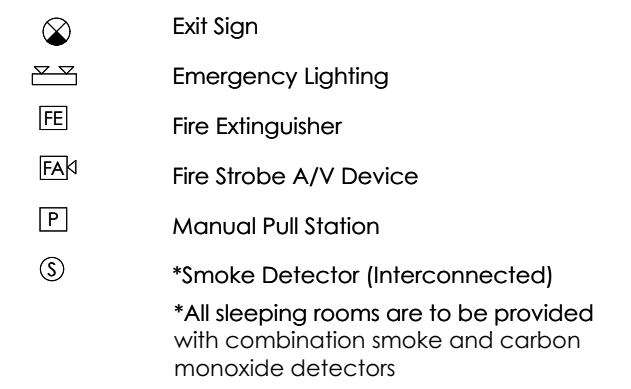 Exit Sign
Emergency Lighting
FE Fire Extinguisher
FA Fire Strobe A/V Device
P Manual Pull Station
S *Smoke Detector (Interconnected)
*All sleeping rooms are to be provided
with combination smoke and carbon
monoxide detectors